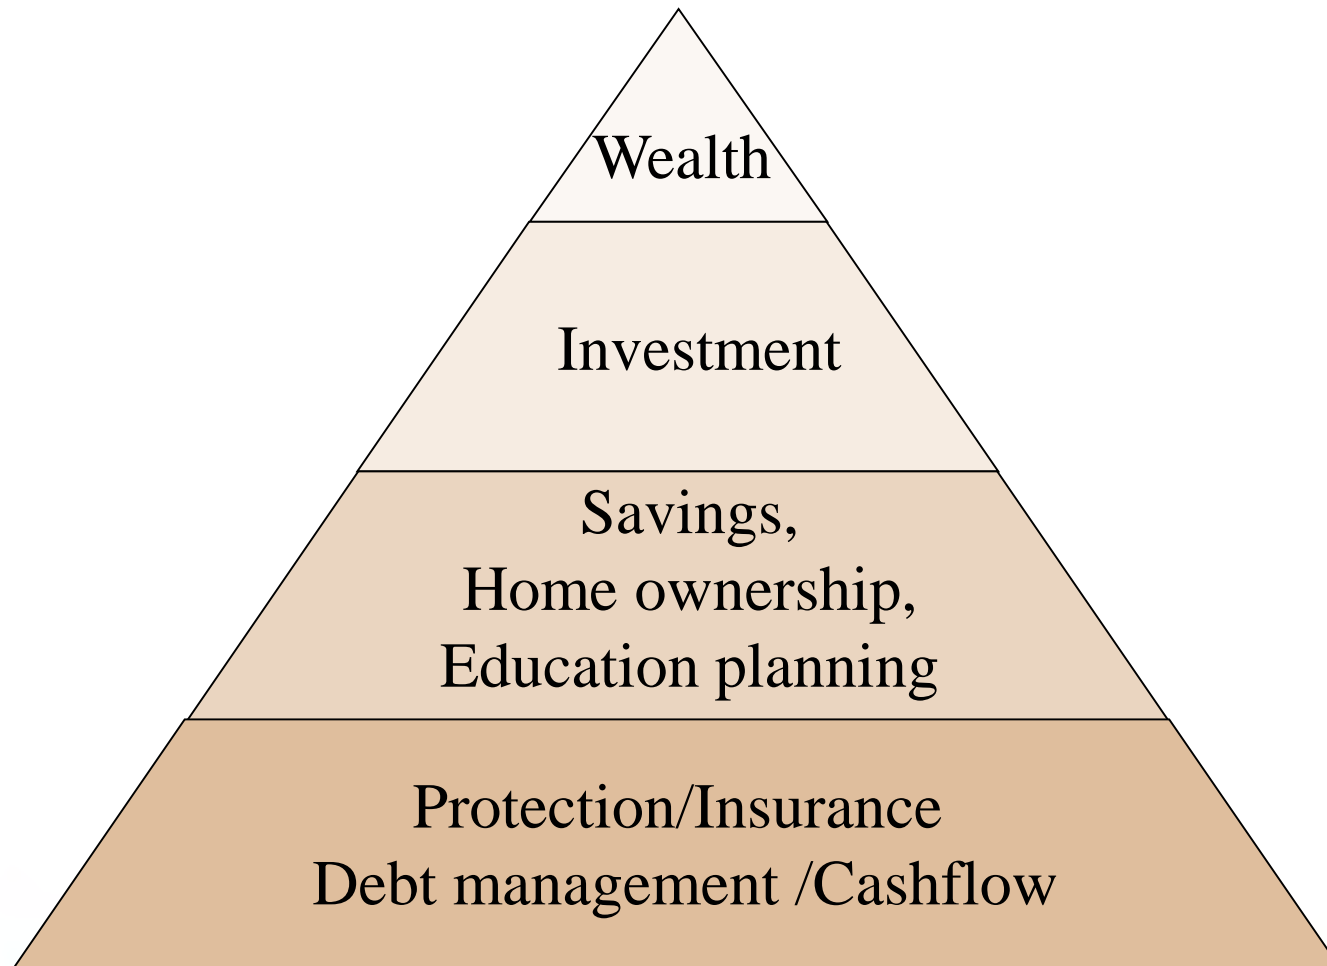 Wealth
Investment
Savings,
Home ownership,
Education planning
Protection/Insurance
Debt management /Cashflow